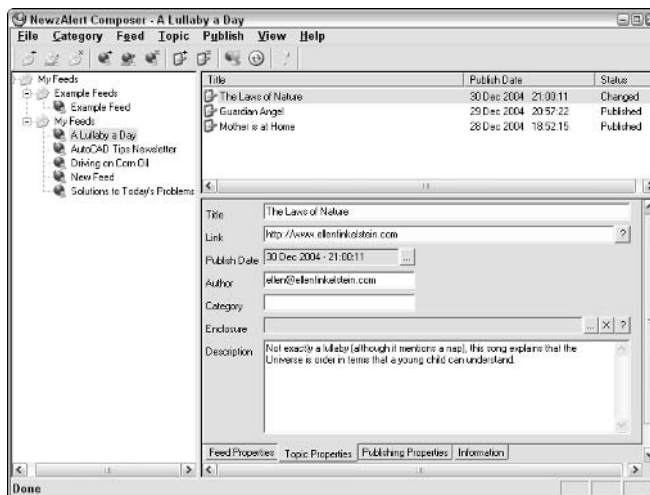 NewzAlert Composer - A Lullaby a Day
File Category Feed Topic Publish View Help
My Feeds
Example Feeds
Example Feed
My Feeds
A Lullaby a Day
AutoCAD Tips Newsletter
Driving on Corn Oil
New Feed
Solutions to Today's Problems
Title Publish Date Status
The Laws of Nature 30 Dec 2004 21:00:11 Changed
Guardian Angel 29 Dec 2004 20:57:22 Published
Mother is at Home 28 Dec 2004 18:52:15 Published
Title The Laws of Nature
Link http://www.ellenfinkelstein.com ?
Publish Date 30 Dec 2004 - 21:00:11 ...
Author ellen@ellenfinkelstein.com
Category
Enclosure ... X ?
Description Not exactly a lullaby (although it mentions a nap), this song explains that the
Universe is order in terms that a young child can understand.
Feed Properties Topic Properties Publishing Properties Information
Done